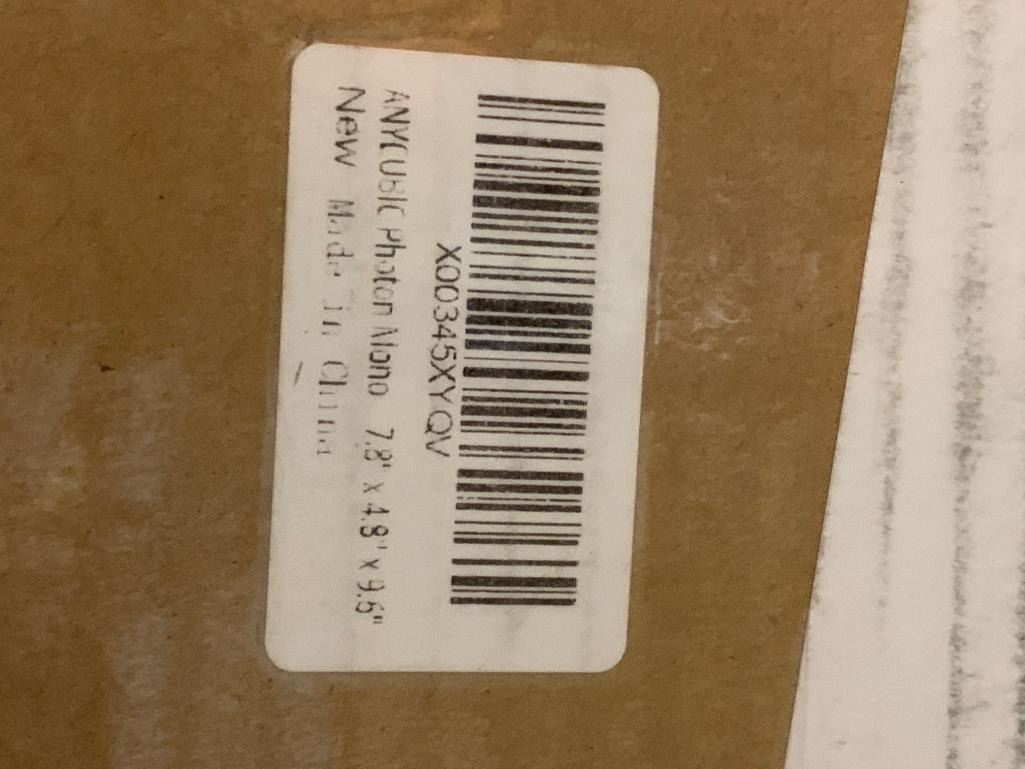 X00345XYQV
ANYCUBIC Photon Mono 7.8" x 4.8" x 9.6"
New Made In China